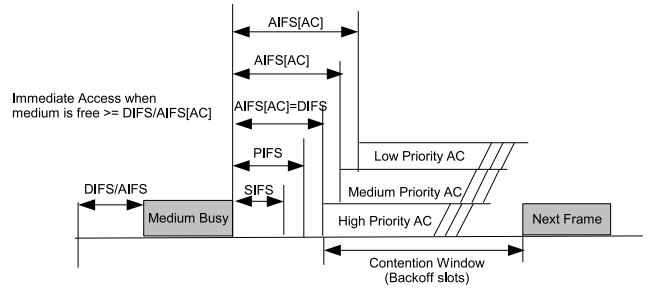 AIFS[AC]
AIFS[AC]
Immediate Access when
medium is free >= DIFS/AIFS[AC]
AIFS[AC]=DIFS
PIFS
Low Priority AC
DIFS/AIFS
SIFS
Medium Priority AC
Medium Busy
High Priority AC
Next Frame
Contention Window
(Backoff slots)